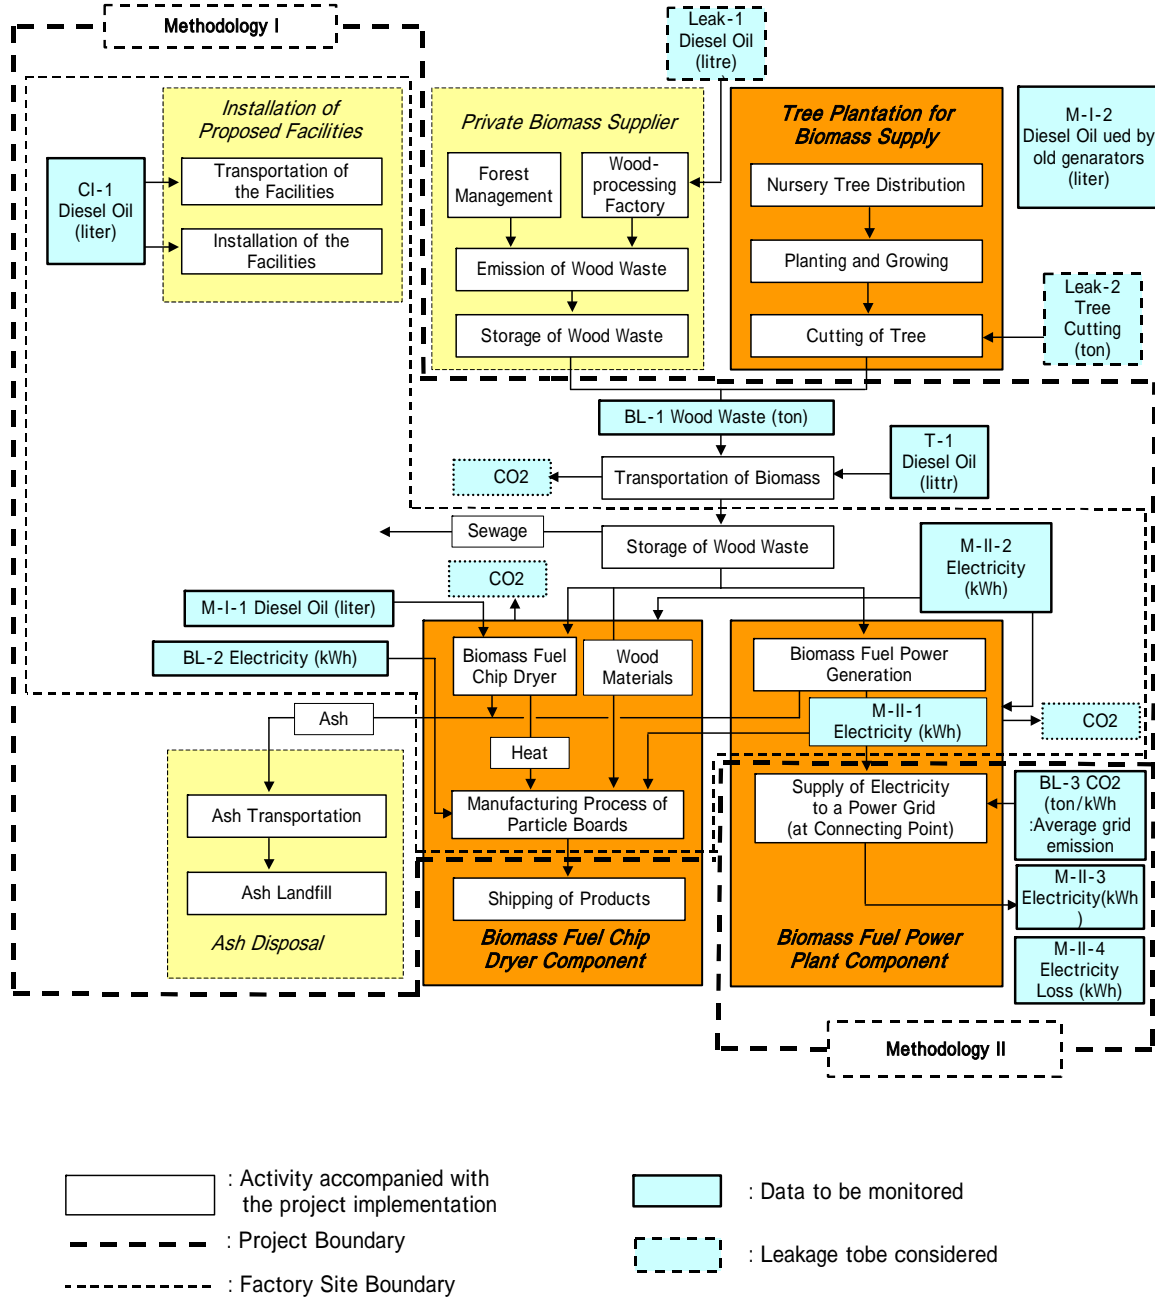 Methodology I
Leak-1
Diesel Oil
(litre)
Installation of
Proposed Facilities
Transportation of
the Facilities
Installation of the
Facilities
CI-1
Diesel Oil
(liter)
Private Biomass Supplier
Forest
Management
Wood-
processing
Factory
Emission of Wood Waste
Storage of Wood Waste
Tree Plantation for
Biomass Supply
Nursery Tree Distribution
Planting and Growing
Cutting of Tree
M-I-2
Diesel Oil ued by
old genarators
(liter)
Leak-2
Tree
Cutting
(ton)
BL-1 Wood Waste (ton)
T-1
Diesel Oil
(littr)
CO2
Transportation of Biomass
Sewage
Storage of Wood Waste
M-II-2
Electricity
(kWh)
CO2
M-I-1 Diesel Oil (liter)
BL-2 Electricity (kWh)
Biomass Fuel
Chip Dryer
Wood
Materials
Biomass Fuel Power
Generation
Ash
M-II-1
Electricity (kWh)
CO2
Heat
Ash Transportation
Manufacturing Process of
Particle Boards
Supply of Electricity
to a Power Grid
(at Connecting Point)
BL-3 CO2
(ton/kWh
:Average grid
emission
Ash Landfill
Shipping of Products
M-II-3
Electricity(kWh
)
Ash Disposal
Biomass Fuel Chip
Dryer Component
Biomass Fuel Power
Plant Component
M-II-4
Electricity
Loss (kWh)
Methodology II
: Activity accompanied with
the project implementation
: Data to be monitored
: Project Boundary
: Leakage tobe considered
: Factory Site Boundary